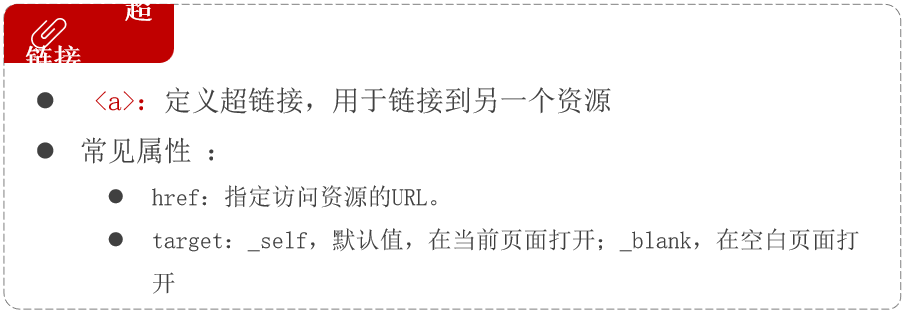 超
链接
<a>：定义超链接，用于链接到另一个资源
常见属性 ：
href：指定访问资源的URL。
target：_self，默认值，在当前页面打开；_blank，在空白页面打
开